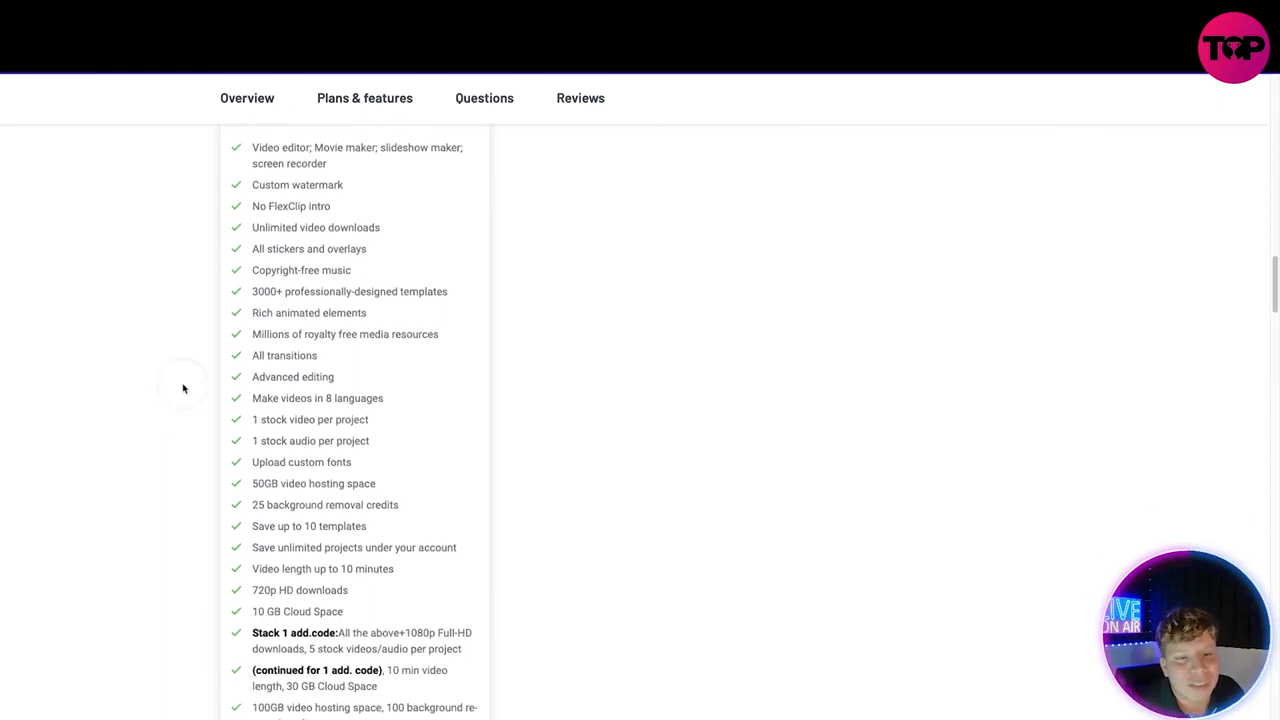 TOP
Overview Plans & features Questions Reviews
Video editor; Movie maker; slideshow maker;
screen recorder
Custom watermark
No FlexClip intro
Unlimited video downloads
All stickers and overlays
Copyright-free music
3000+ professionally-designed templates
Rich animated elements
Millions of royalty free media resources
All transitions
Advanced editing
Make videos in 8 languages
1 stock video per project
1 stock audio per project
Upload custom fonts
50GB video hosting space
25 background removal credits
Save up to 10 templates
Save unlimited projects under your account
Video length up to 10 minutes
720p HD downloads
10 GB Cloud Space
Stack 1 add.code:All the above+1080p Full-HD
downloads, 5 stock videos/audio per project
(continued for 1 add. code), 10 min video
length, 30 GB Cloud Space
100GB video hosting space, 100 background re-
LIVE
ON AIR